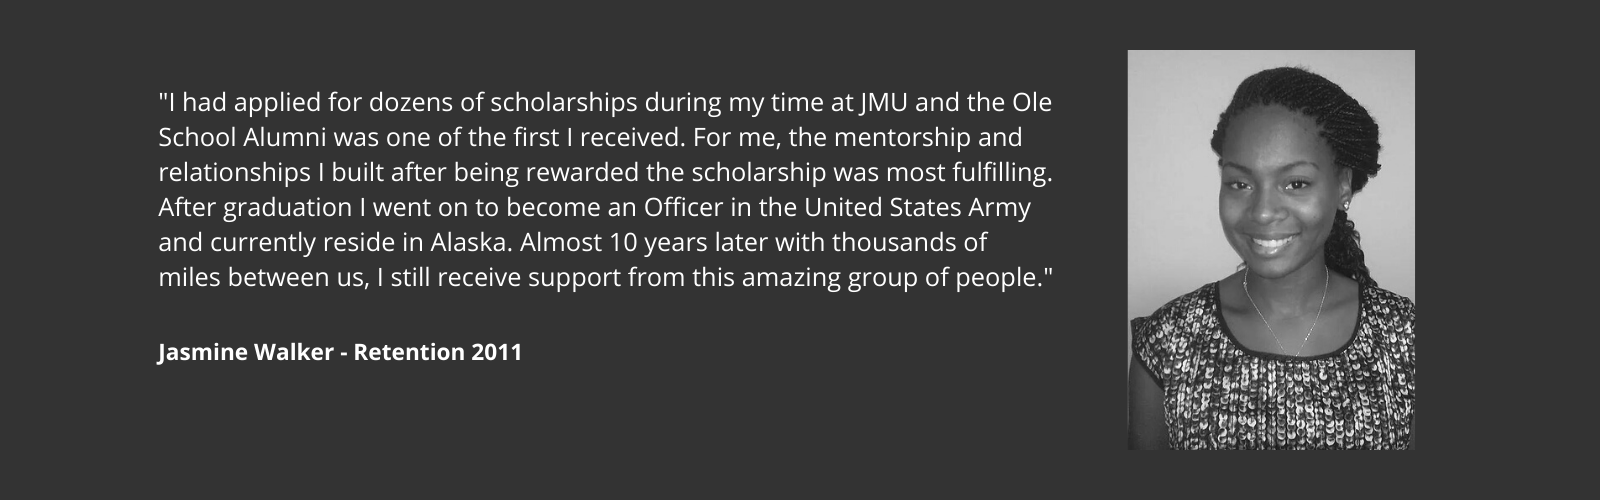 "I had applied for dozens of scholarships during my time at JMU and the Ole
School Alumni was one of the first I received. For me, the mentorship and
relationships I built after being rewarded the scholarship was most fulfilling.
After graduation I went on to become an Officer in the United States Army
and currently reside in Alaska. Almost 10 years later with thousands of
miles between us, I still receive support from this amazing group of people."
Jasmine Walker - Retention 2011